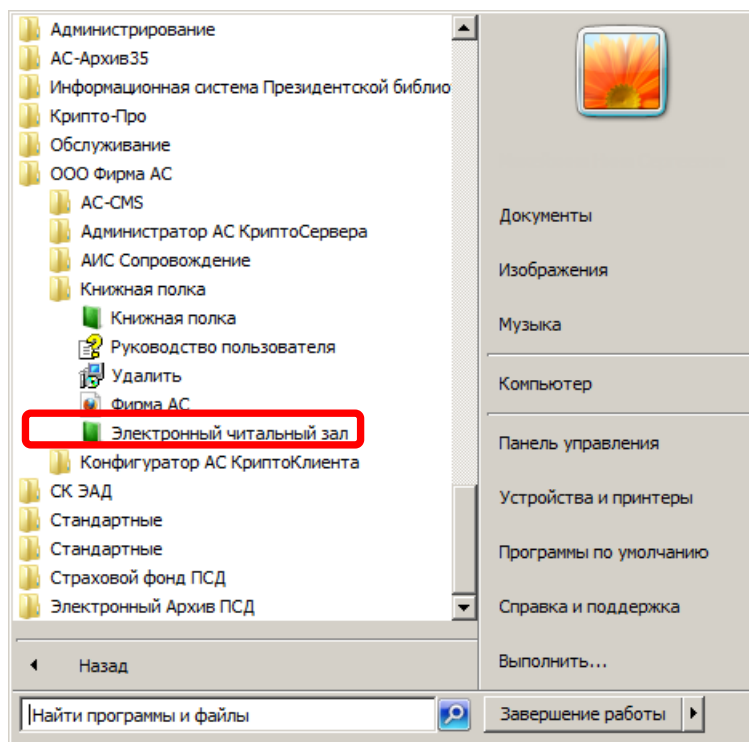 Администрирование
АС-Архив35
Информационная система Президентской библио
Крипто-Про
Обслуживание
ООО Фирма АС
AC-CMS
Администратор АС КриптоСервера
АИС Сопровождение
Книжная полка
Книжная полка
Руководство пользователя
Удалить
Фирма АС
Электронный читальный зал
Конфигуратор АС КриптоКлиента
СК ЭАД
Стандартные
Стандартные
Страховой фонд ПСД
Электронный Архив ПСД
Назад
Найти программы и файлы
Документы
Изображения
Музыка
Компьютер
Панель управления
Устройства и принтеры
Программы по умолчанию
Справка и поддержка
Выполнить...
Завершение работы